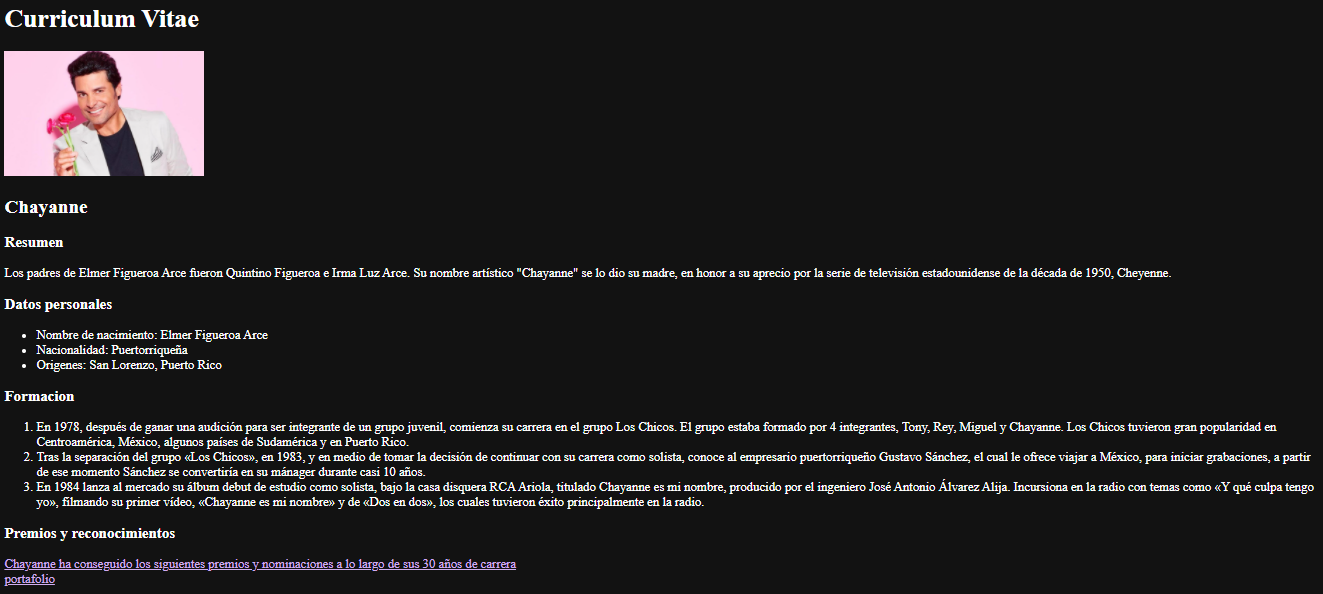 Curriculum Vitae
Chayanne
Resumen
Los padres de Elmer Figueroa Arce fueron Quintino Figueroa e Irma Luz Arce. Su nombre artístico "Chayanne" se lo dio su madre, en honor a su aprecio por la serie de televisión estadounidense de la década de 1950, Cheyenne.
Datos personales
• Nombre de nacimiento: Elmer Figueroa Arce
• Nacionalidad: Puertorriqueña
• Origenes: San Lorenzo, Puerto Rico
Formacion
1. En 1978, después de ganar una audición para ser integrante de un grupo juvenil, comienza su carrera en el grupo Los Chicos. El grupo estaba formado por 4 integrantes, Tony, Rey, Miguel y Chayanne. Los Chicos tuvieron gran popularidad en
Centroamérica, México, algunos países de Sudamérica y en Puerto Rico.
2. Tras la separación del grupo «Los Chicos», en 1983, y en medio de tomar la decisión de continuar con su carrera como solista, conoce al empresario puertorriqueño Gustavo Sánchez, el cual le ofrece viajar a México, para iniciar grabaciones, a partir
de ese momento Sánchez se convertiría en su mánager durante casi 10 años.
3. En 1984 lanza al mercado su álbum debut de estudio como solista, bajo la casa disquera RCA Ariola, titulado Chayanne es mi nombre, producido por el ingeniero José Antonio Álvarez Alija. Incursiona en la radio con temas como «Y qué culpa tengo
yo», filmando su primer vídeo, «Chayanne es mi nombre» y de «Dos en dos», los cuales tuvieron éxito principalmente en la radio.
Premios y reconocimientos
Chayanne ha conseguido los siguientes premios y nominaciones a lo largo de sus 30 años de carrera
portafolio